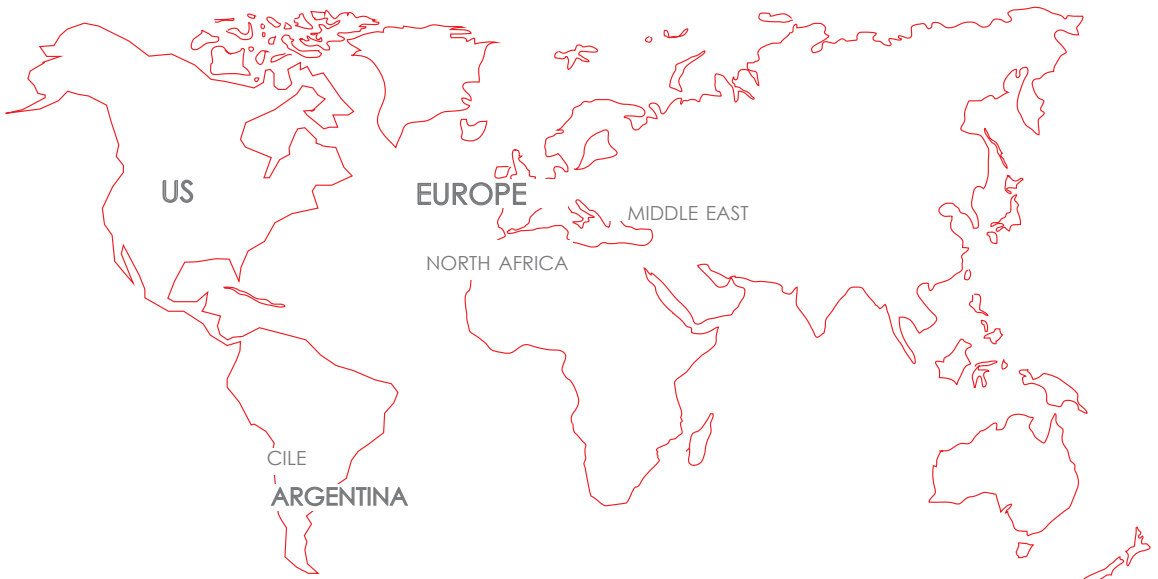 US
EUROPE
MIDDLE EAST
NORTH AFRICA
CILE
ARGENTINA